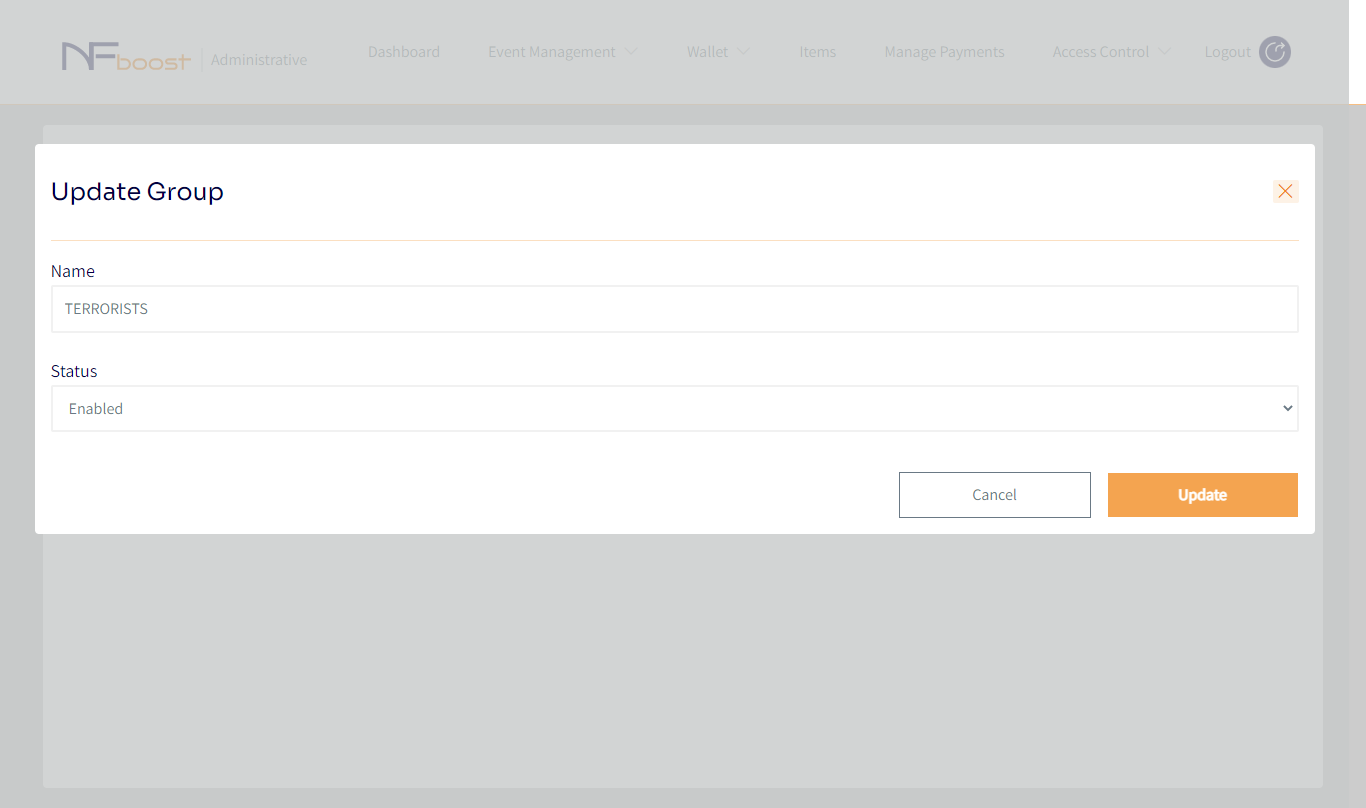 NFboost | Administrative
Dashboard
Event Management
Wallet
Items
Manage Payments
Access Control
Logout
Update Group
Name
TERRORISTS
Status
Enabled
Cancel
Update